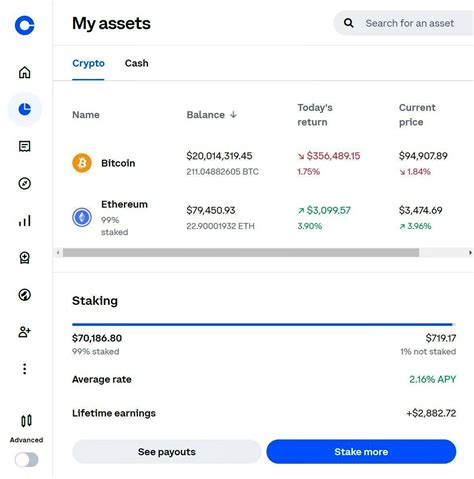 My assets
Search for an asset
Crypto Cash
Name Balance ↓ Today's return Current price
Bitcoin $20,014,319.45 ↘ $356,489.15 $94,907.89
211.04882605 BTC 1.75% ↘ 1.84%
Ethereum $79,450.93 ↗ $3,099.57 $3,474.69
99% staked 22.90001932 ETH 3.90% ↗ 3.96%
Staking
$70,186.80 $719.17
99% staked 1% not staked
Average rate 2.16% APY
Lifetime earnings +$2,882.72
See payouts Stake more
Advanced